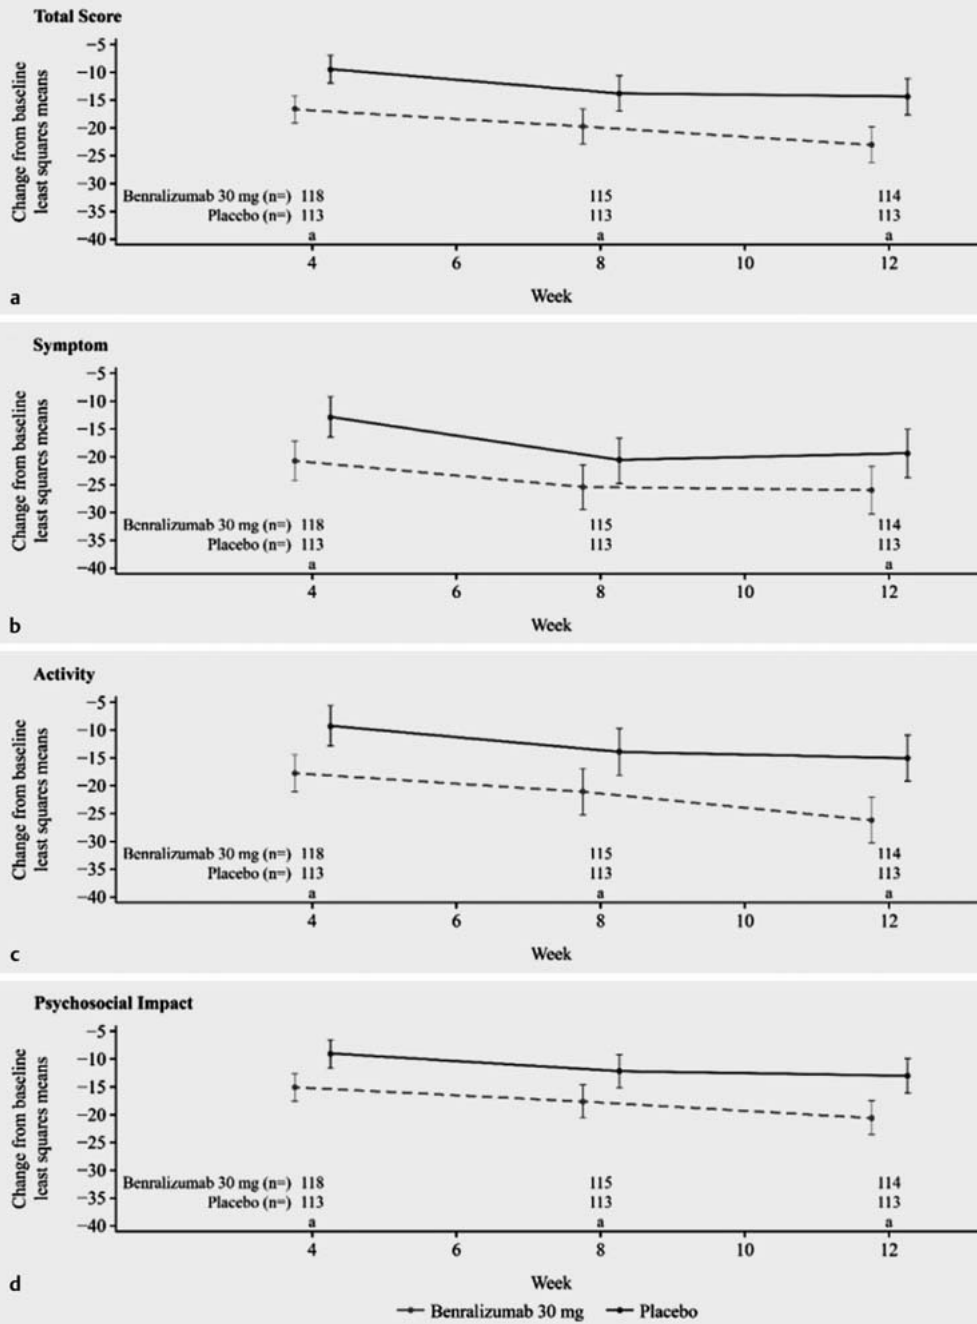 Total Score
Change from baseline
least squares means
−5
−10
−15
−20
−25
−30
−35
−40
Benralizumab 30 mg (n=) 118 115 114
Placebo (n=) 113 113 113
a a a
4 6 8 10 12
Week
a
Symptom
Change from baseline
least squares means
−5
−10
−15
−20
−25
−30
−35
−40
Benralizumab 30 mg (n=) 118 115 114
Placebo (n=) 113 113 113
a a
4 6 8 10 12
Week
b
Activity
Change from baseline
least squares means
−5
−10
−15
−20
−25
−30
−35
−40
Benralizumab 30 mg (n=) 118 115 114
Placebo (n=) 113 113 113
a a a
4 6 8 10 12
Week
c
Psychosocial Impact
Change from baseline
least squares means
−5
−10
−15
−20
−25
−30
−35
−40
Benralizumab 30 mg (n=) 118 115 114
Placebo (n=) 113 113 113
a a a
4 6 8 10 12
Week
d
Benralizumab 30 mg Placebo